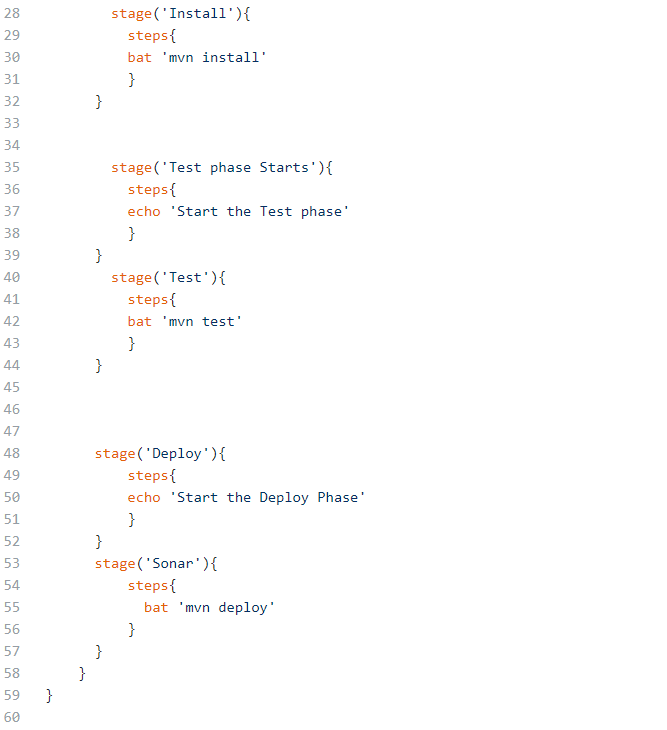 28           stage('Install'){
29             steps{
30             bat 'mvn install'
31             }
32         }
33
34
35           stage('Test phase Starts'){
36             steps{
37             echo 'Start the Test phase'
38             }
39         }
40           stage('Test'){
41             steps{
42             bat 'mvn test'
43             }
44         }
45
46
47
48         stage('Deploy'){
49             steps{
50             echo 'Start the Deploy Phase'
51             }
52         }
53         stage('Sonar'){
54             steps{
55               bat 'mvn deploy'
56             }
57         }
58       }
59   }
60